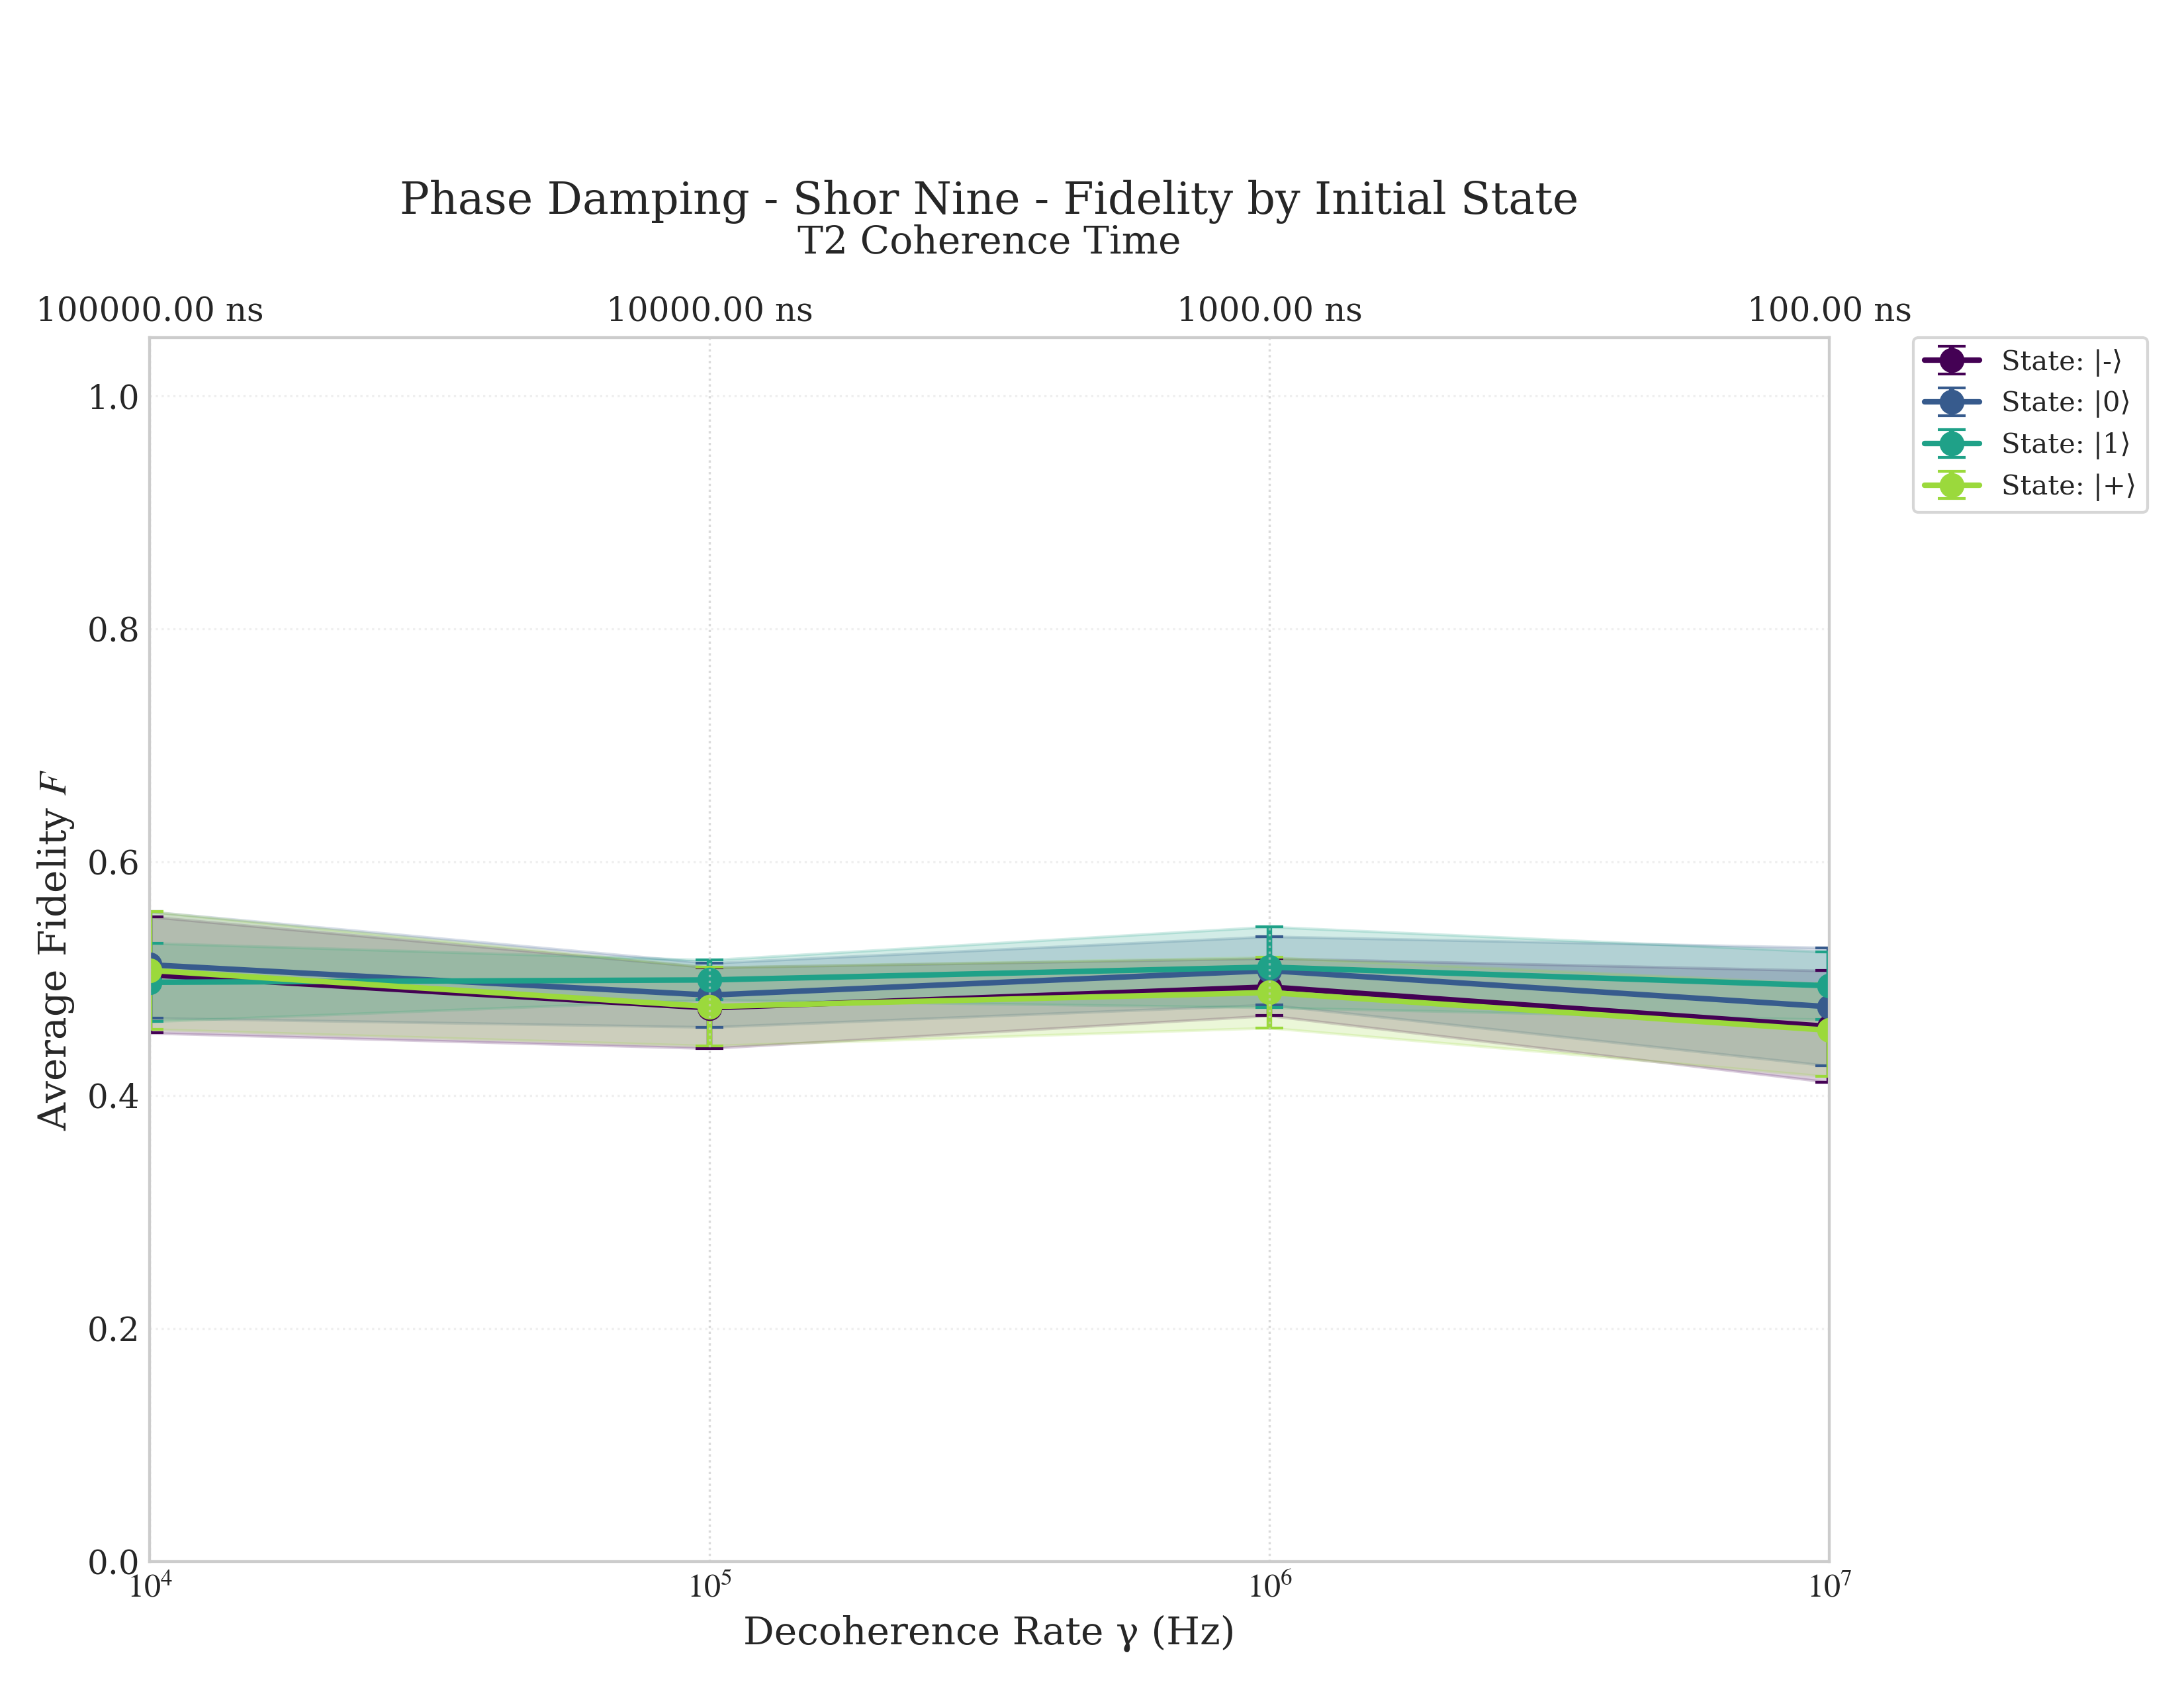 Phase Damping - Shor Nine - Fidelity by Initial State
T2 Coherence Time
100000.00 ns 10000.00 ns 1000.00 ns 100.00 ns
State: |-⟩
State: |0⟩
State: |1⟩
State: |+⟩
Average Fidelity F
1.0
0.8
0.6
0.4
0.2
0.0
10⁴ 10⁵ 10⁶ 10⁷
Decoherence Rate γ (Hz)